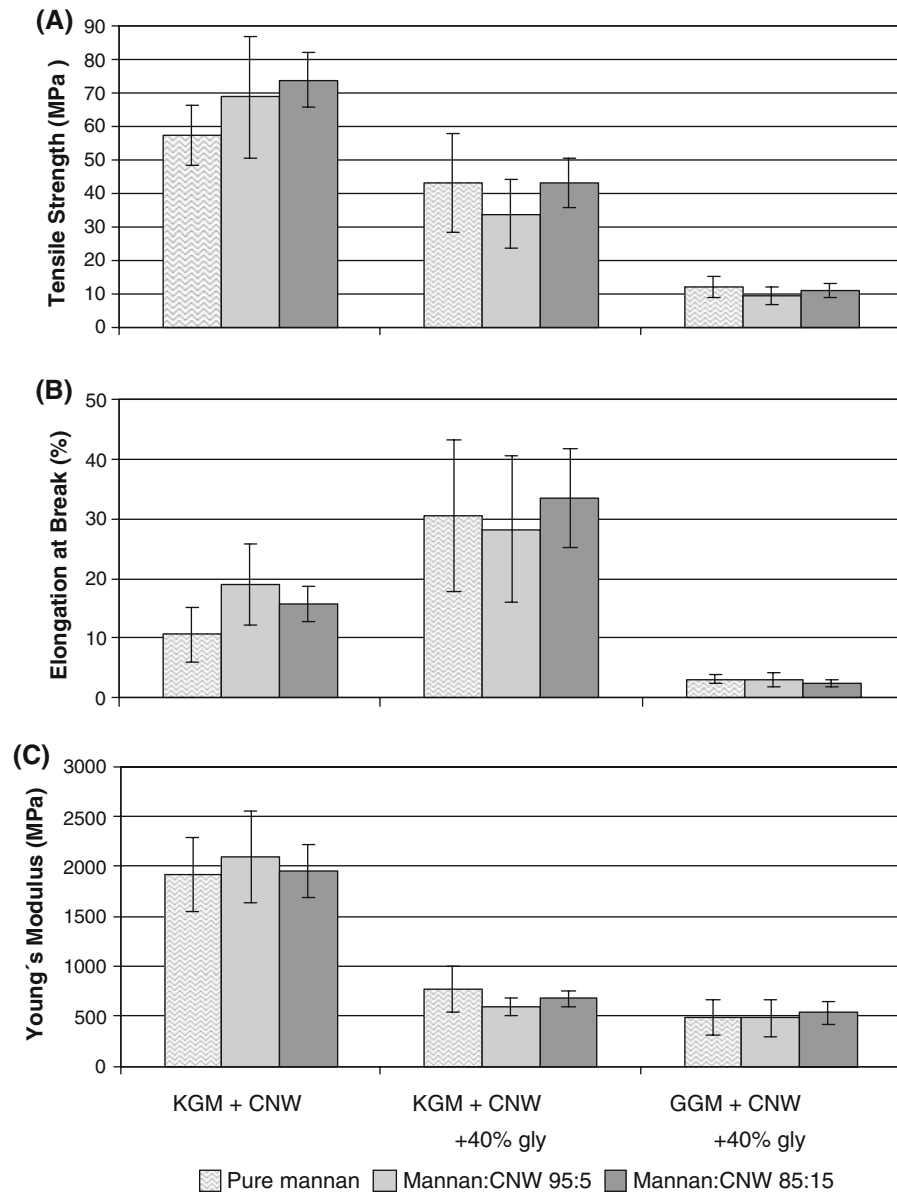 (A)
Tensile Strength (MPa )
90
80
70
60
50
40
30
20
10
0
(B)
Elongation at Break (%)
50
40
30
20
10
0
(C)
Young´s Modulus (MPa)
3000
2500
2000
1500
1000
500
0
KGM + CNW
KGM + CNW
+40% gly
GGM + CNW
+40% gly
Pure mannan
Mannan:CNW 95:5
Mannan:CNW 85:15